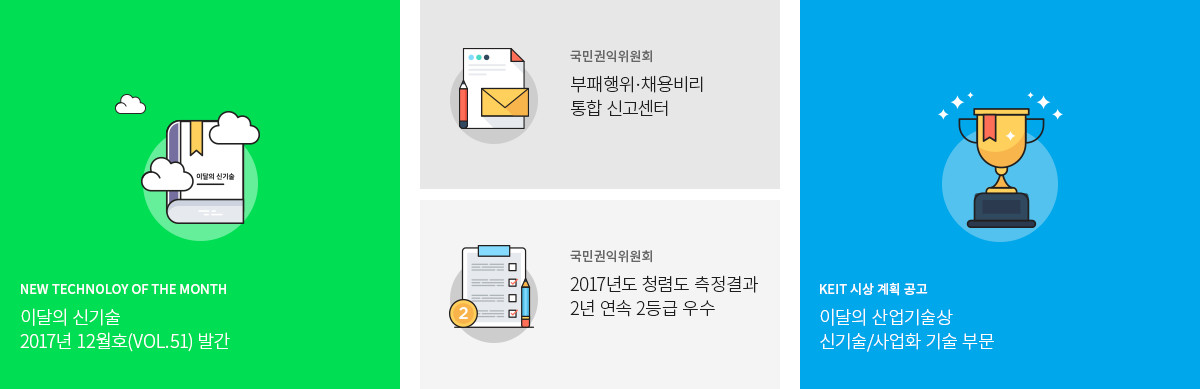 이달의 신기술
NEW TECHNOLOY OF THE MONTH
이달의 신기술
2017년 12월호(VOL.51) 발간
국민권익위원회
부패행위·채용비리
통합 신고센터
2
국민권익위원회
2017년도 청렴도 측정결과
2년 연속 2등급 우수
KEIT 시상 계획 공고
이달의 산업기술상
신기술/사업화 기술 부문